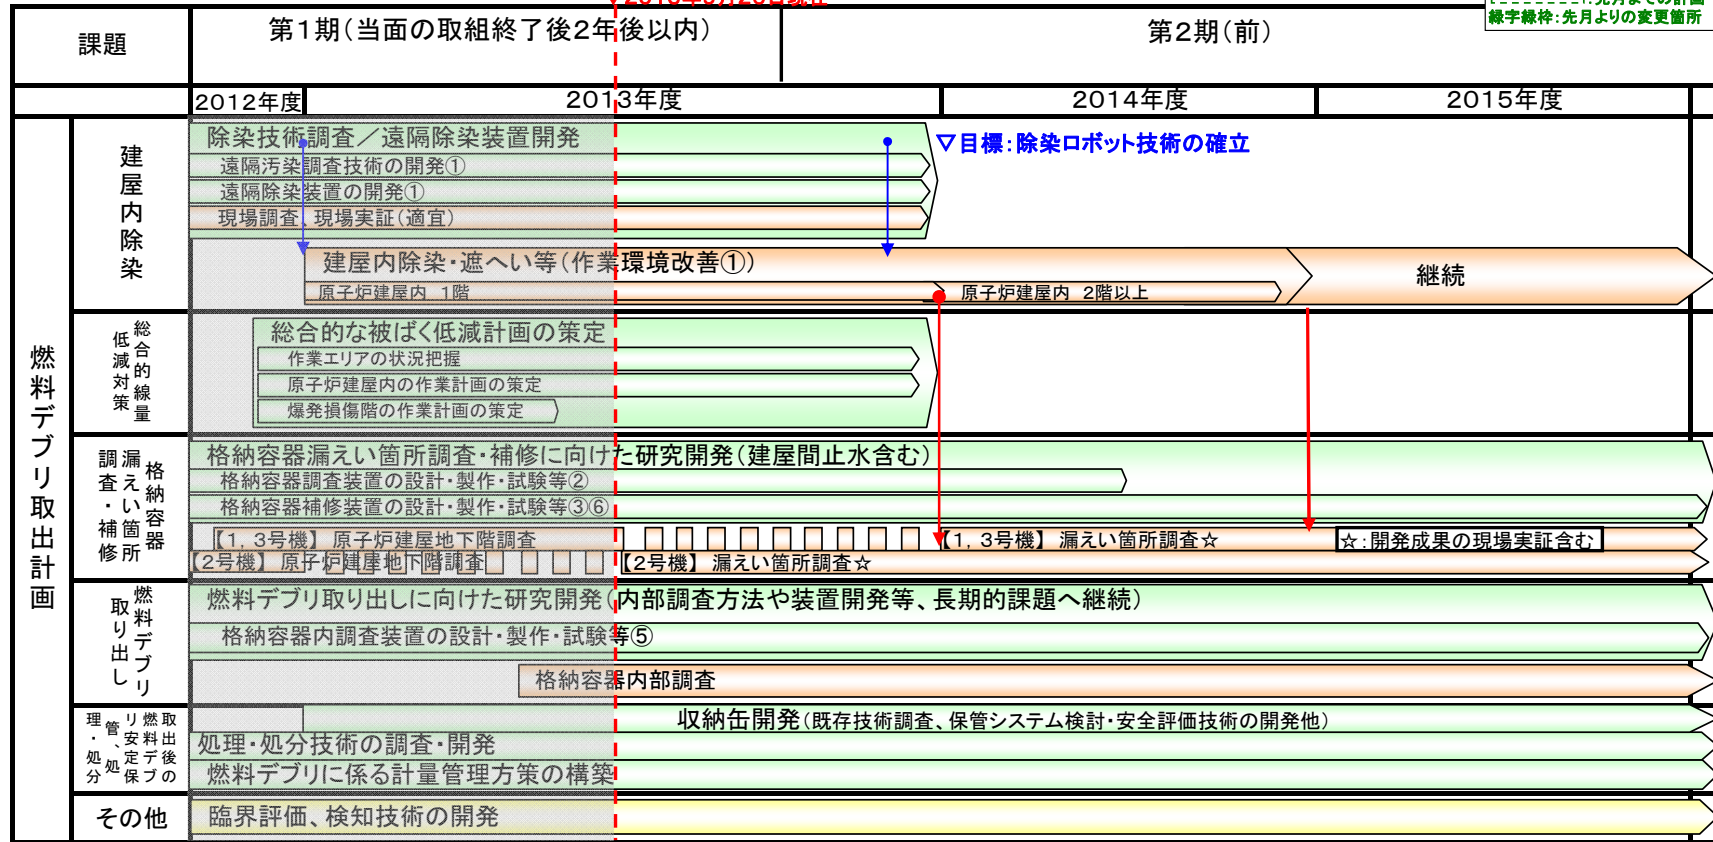 課題
第1期(当面の取組終了後2年後以内)
第2期(前)
緑字緑枠:先月よりの変更箇所
2012年度
2013年度
2014年度
2015年度
燃料デブリ取出計画
建屋内除染
除染技術調査/遠隔除染装置開発
▽目標:除染ロボット技術の確立
遠隔汚染調査技術の開発①
遠隔除染装置の開発①
現場調査、現場実証(適宜)
建屋内除染・遮へい等(作業環境改善①)
継続
原子炉建屋内 1階
原子炉建屋内 2階以上
総合的線量
低減対策
総合的な被ばく低減計画の策定
作業エリアの状況把握
原子炉建屋内の作業計画の策定
爆発損傷階の作業計画の策定
格納容器
漏えい箇所
調査・補修
格納容器漏えい箇所調査・補修に向けた研究開発(建屋間止水含む)
格納容器調査装置の設計・製作・試験等②
格納容器補修装置の設計・製作・試験等③⑥
【1,3号機】原子炉建屋地下階調査
【1,3号機】漏えい箇所調査☆
☆:開発成果の現場実証含む
【2号機】原子炉建屋地下階調査
【2号機】漏えい箇所調査☆
燃料デブリ
取り出し
燃料デブリ取り出しに向けた研究開発(内部調査方法や装置開発等、長期的課題へ継続)
格納容器内調査装置の設計・製作・試験等⑤
格納容器内部調査
取出後の
燃料デブ
リ安定保
管、処
理・処分
収納缶開発(既存技術調査、保管システム検討・安全評価技術の開発他)
処理・処分技術の調査・開発
燃料デブリに係る計量管理方策の構築
その他
臨界評価、検知技術の開発